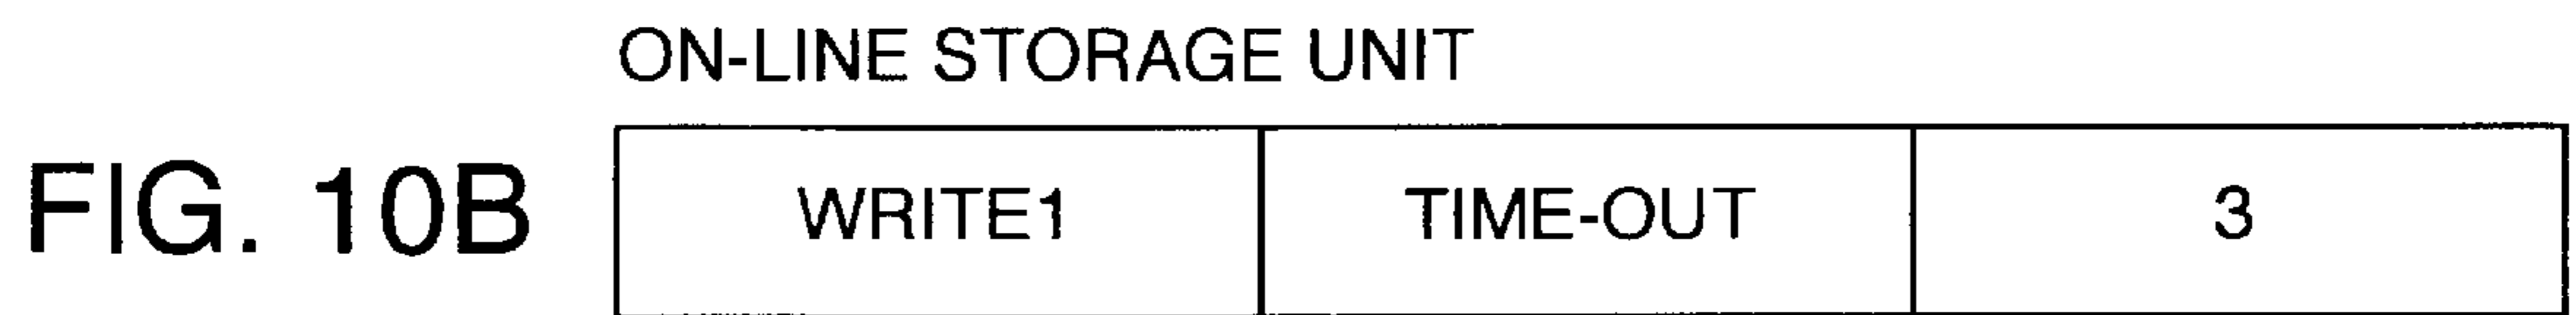 ON-LINE STORAGE UNIT
FIG. 10B WRITE1 TIME-OUT 3